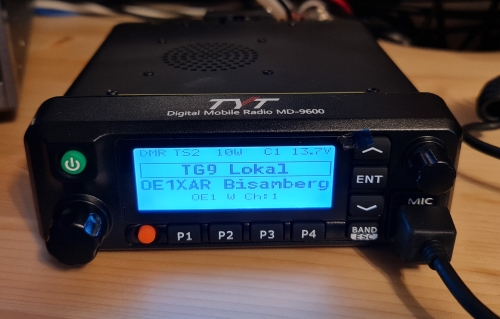 TYT
Digital Mobile Radio MD-9600
DMR TS2 10W C1 13.7V
TG9 Lokal
OE1XAR Bisamberg
OE1 W Ch:1
ENT
MIC
P1 P2 P3 P4
BAND
ESC